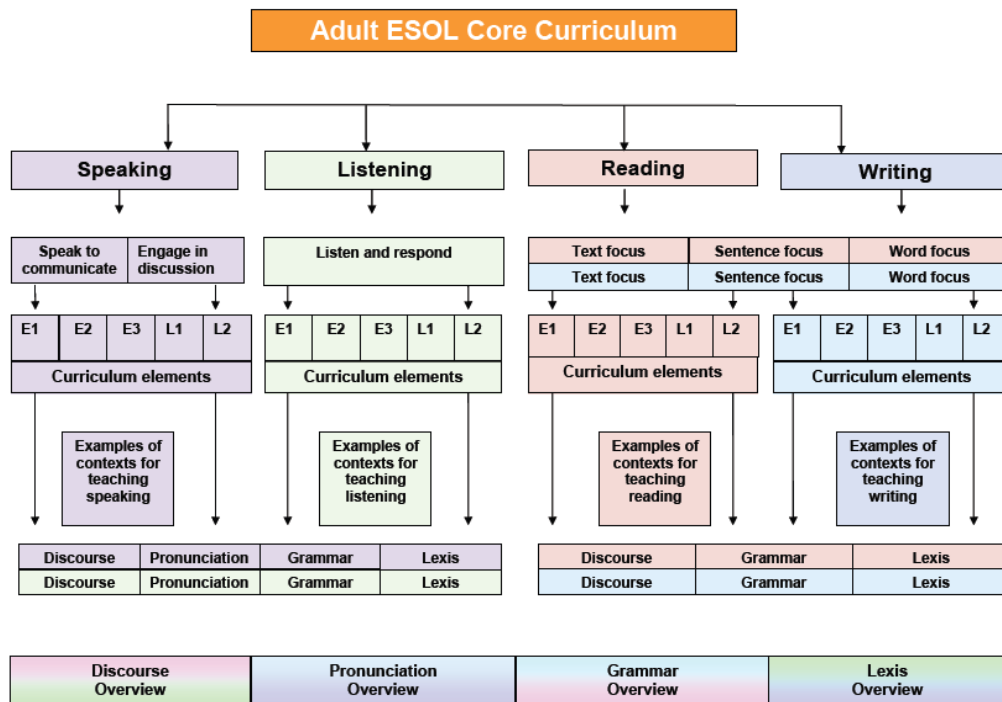 Adult ESOL Core Curriculum
Speaking
Listening
Reading
Writing
Speak to
communicate
Engage in
discussion
Listen and respond
Text focus
Sentence focus
Word focus
Text focus
Sentence focus
Word focus
E1
E2
E3
L1
L2
Curriculum elements
E1
E2
E3
L1
L2
Curriculum elements
E1
E2
E3
L1
L2
Curriculum elements
E1
E2
E3
L1
L2
Curriculum elements
Examples of
contexts for
teaching
speaking
Examples of
contexts for
teaching
listening
Examples of
contexts for
teaching
reading
Examples of
contexts for
teaching
writing
Discourse
Pronunciation
Grammar
Lexis
Discourse
Pronunciation
Grammar
Lexis
Discourse
Grammar
Lexis
Discourse
Grammar
Lexis
Discourse
Overview
Pronunciation
Overview
Grammar
Overview
Lexis
Overview